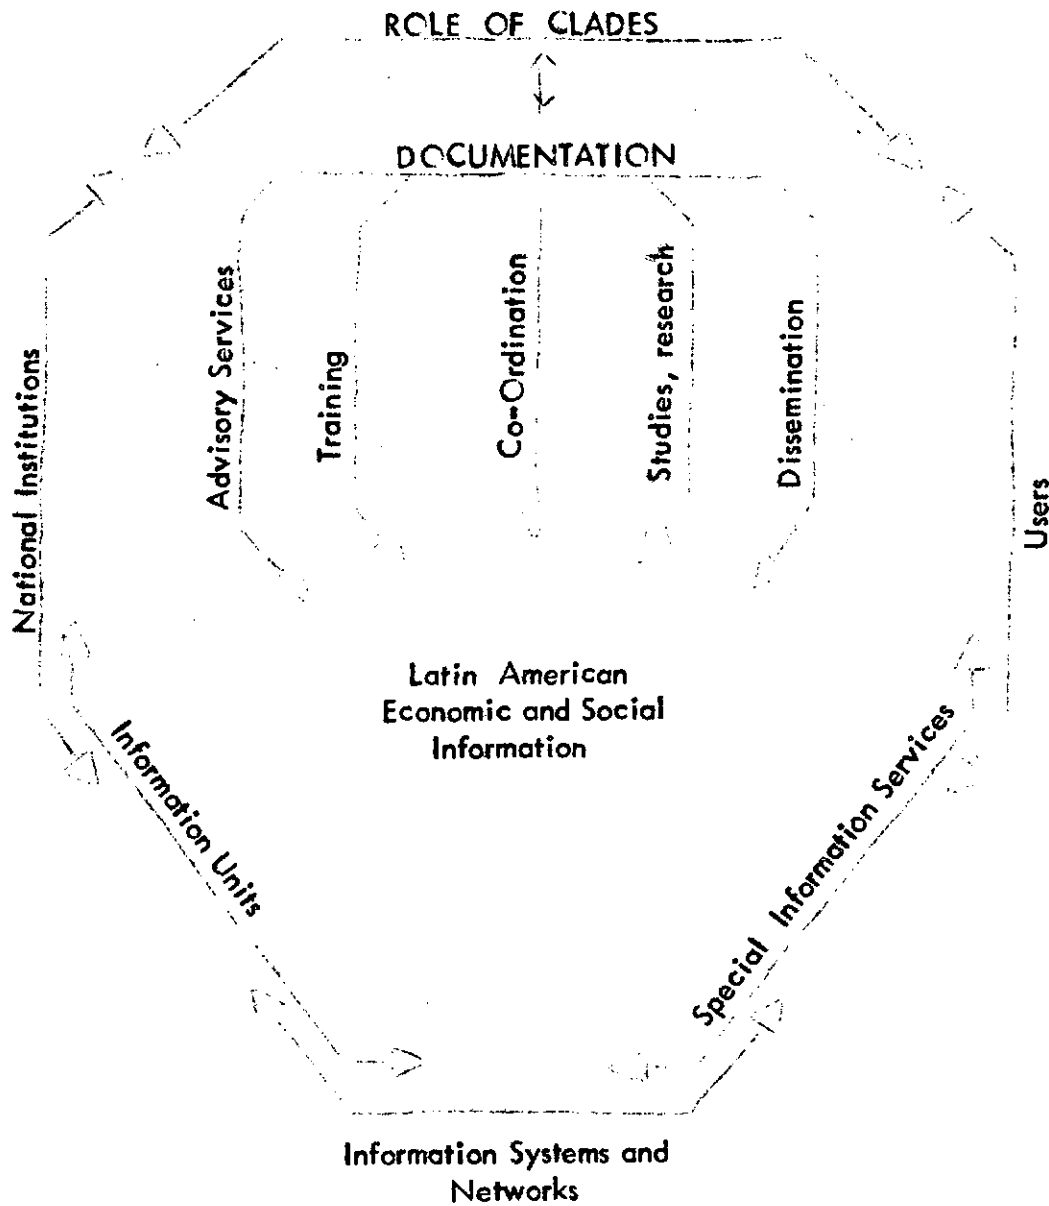 ROLE OF CLADES
DOCUMENTATION
National Institutions
Advisory Services
Training
Co-Ordination
Studies, research
Dissemination
Users
Latin American
Economic and Social
Information
Information Units
Special Information Services
Information Systems and
Networks